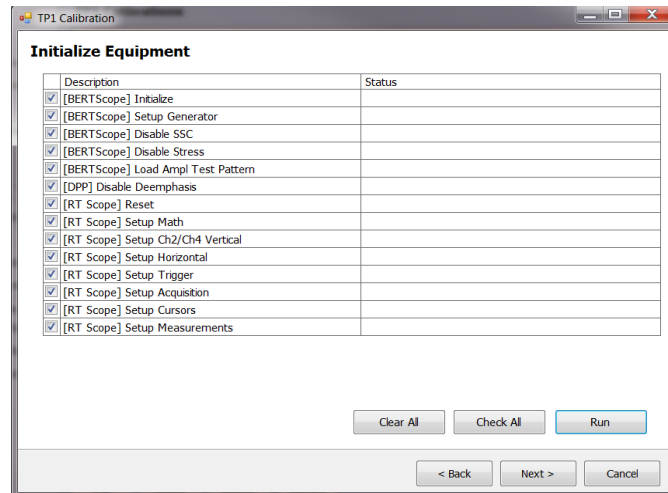 TP1 Calibration
Initialize Equipment
Description Status
[BERTScope] Initialize
[BERTScope] Setup Generator
[BERTScope] Disable SSC
[BERTScope] Disable Stress
[BERTScope] Load Ampl Test Pattern
[DPP] Disable Deemphasis
[RT Scope] Reset
[RT Scope] Setup Math
[RT Scope] Setup Ch2/Ch4 Vertical
[RT Scope] Setup Horizontal
[RT Scope] Setup Trigger
[RT Scope] Setup Acquisition
[RT Scope] Setup Cursors
[RT Scope] Setup Measurements
Clear All Check All Run
< Back Next > Cancel